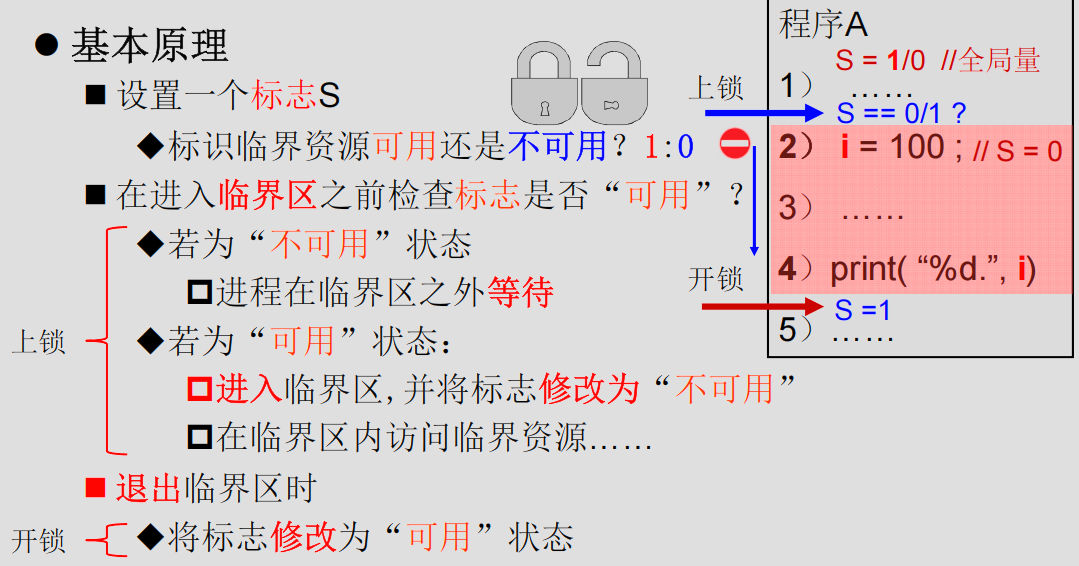 ● 基本原理
■ 设置一个标志S
◆标识临界资源可用还是不可用？1:0
■ 在进入临界区之前检查标志是否“可用”？
◆若为“不可用”状态
进程在临界区之外等待
◆若为“可用”状态：
进入临界区,并将标志修改为“不可用”
在临界区内访问临界资源……
上锁
■ 退出临界区时
◆将标志修改为“可用”状态
开锁
程序A
S = 1/0 //全局量
1） ……
上锁
S == 0/1 ?
2） i = 100 ; // S = 0
3） ……
4）print( “%d.”, i)
开锁
S =1
5）……